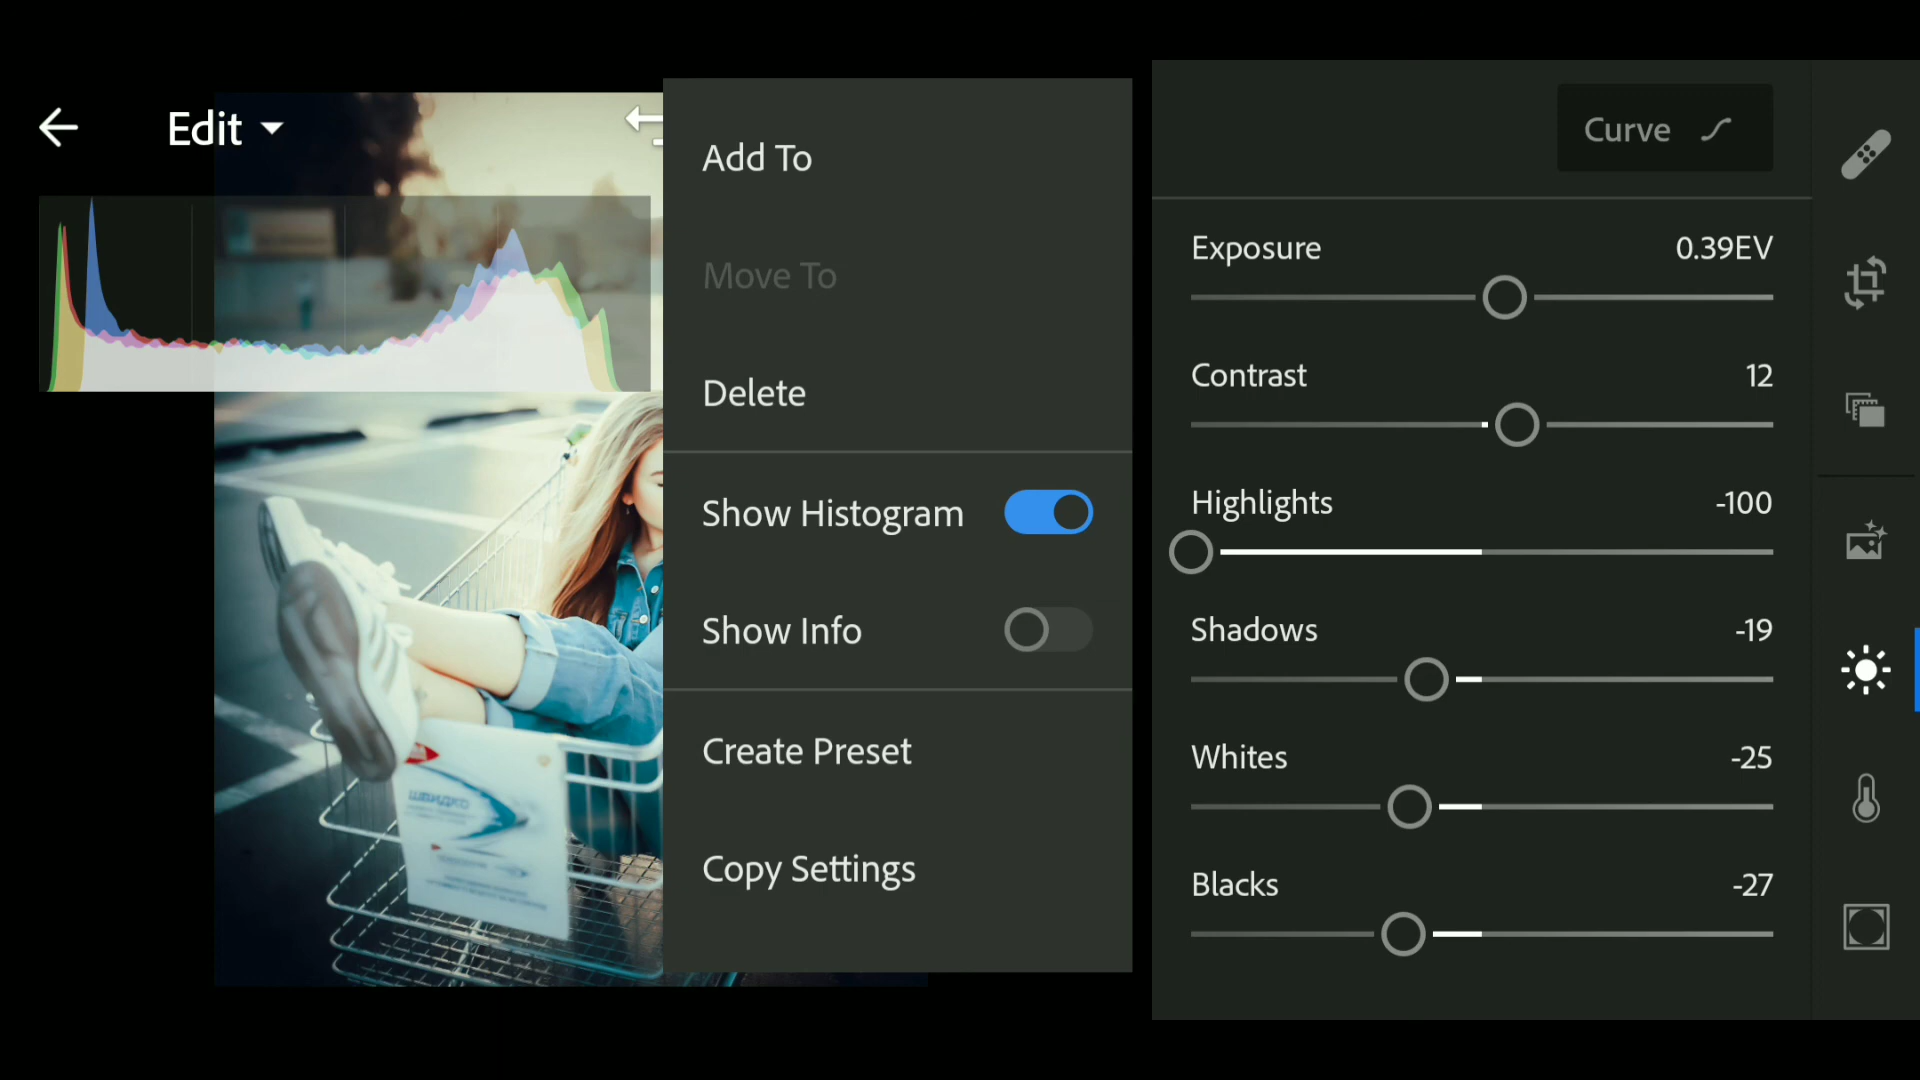 Edit
Add To
Move To
Delete
Show Histogram
Show Info
Create Preset
Copy Settings
Curve
Exposure 0.39EV
Contrast 12
Highlights -100
Shadows -19
Whites -25
Blacks -27
швидко